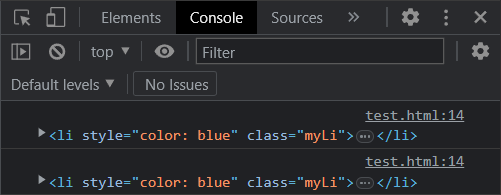 Elements Console Sources »
top Filter
Default levels No Issues
test.html:14
<li style="color: blue" class="myLi">…</li>
test.html:14
<li style="color: blue" class="myLi">…</li>